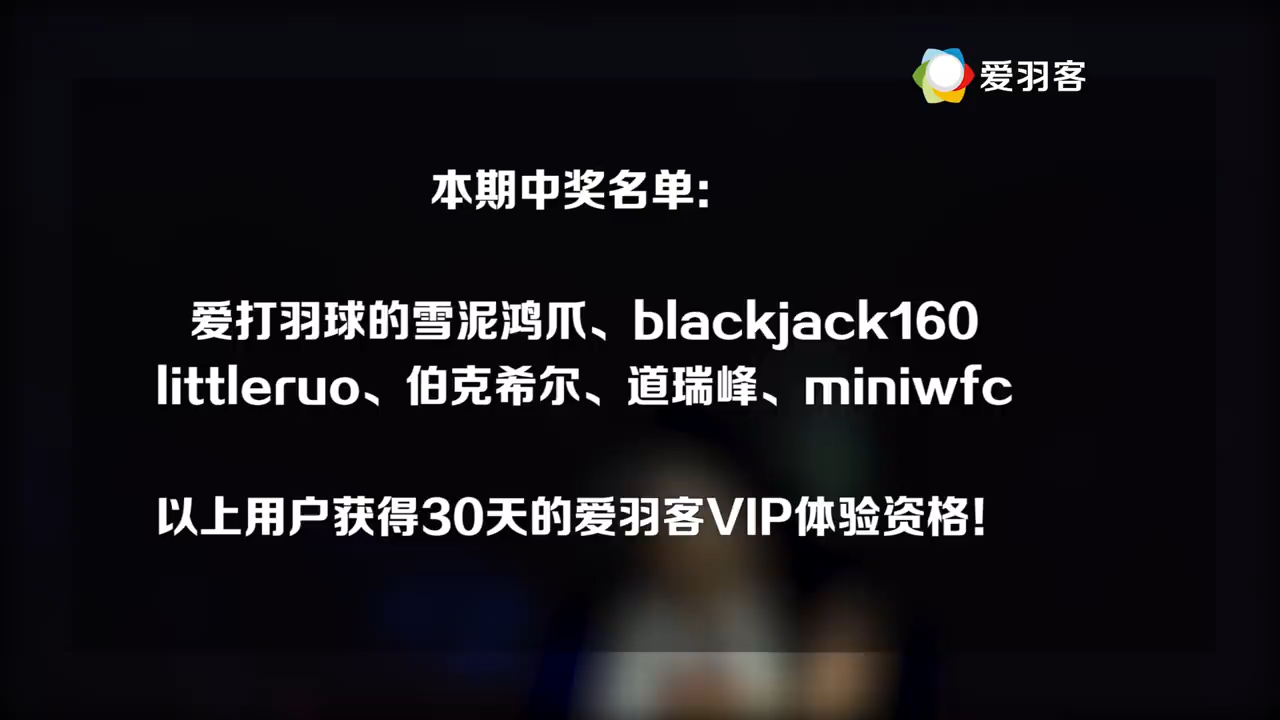 爱羽客
本期中奖名单:
爱打羽球的雪泥鸿爪、blackjack160
littleruo、伯克希尔、道瑞峰、miniwfc
以上用户获得30天的爱羽客VIP体验资格!